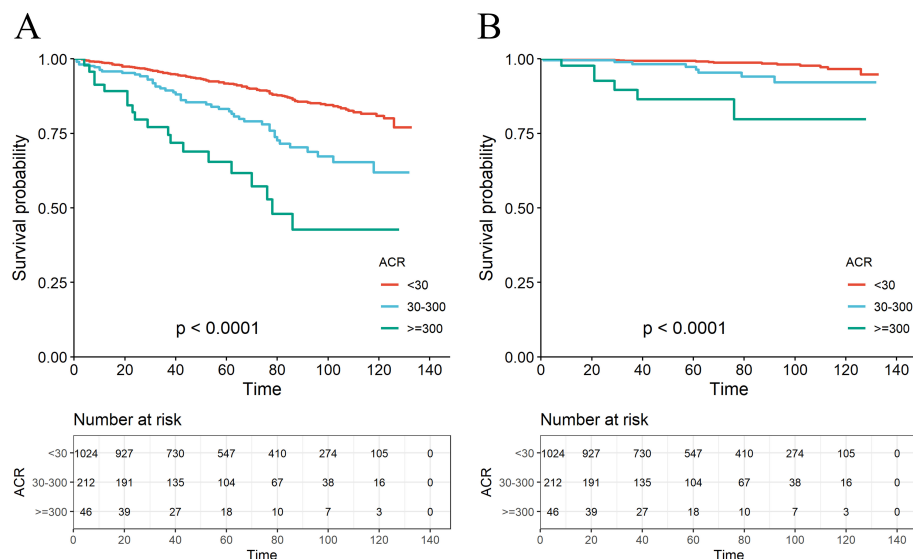 A
Survival probability
1.00
0.75
0.50
0.25
0.00
0 20 40 60 80 100 120 140
Time
ACR
<30
30-300
>=300
p < 0.0001
Number at risk
ACR
<30 1024 927 730 547 410 274 105 0
30-300 212 191 135 104 67 38 16 0
>=300 46 39 27 18 10 7 3 0
0 20 40 60 80 100 120 140
Time
B
Survival probability
1.00
0.75
0.50
0.25
0.00
0 20 40 60 80 100 120 140
Time
ACR
<30
30-300
>=300
p < 0.0001
Number at risk
ACR
<30 1024 927 730 547 410 274 105 0
30-300 212 191 135 104 67 38 16 0
>=300 46 39 27 18 10 7 3 0
0 20 40 60 80 100 120 140
Time